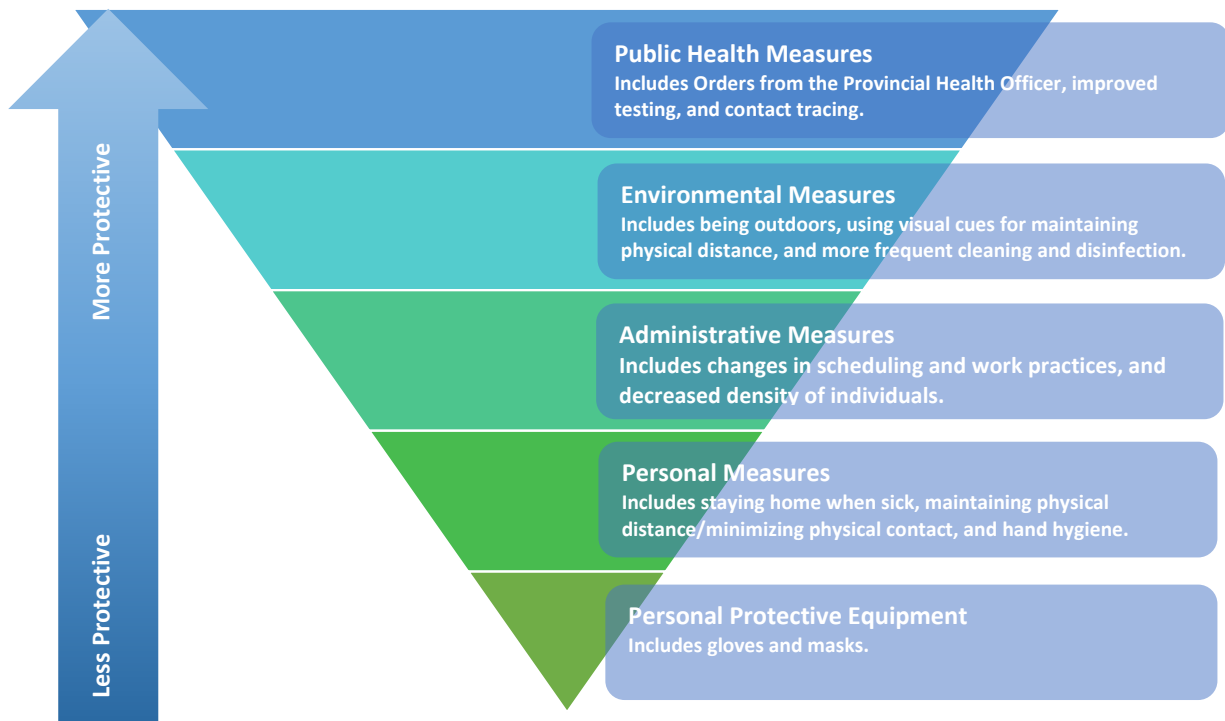 More Protective
Less Protective
Public Health Measures
Includes Orders from the Provincial Health Officer, improved
testing, and contact tracing.
Environmental Measures
Includes being outdoors, using visual cues for maintaining
physical distance, and more frequent cleaning and disinfection.
Administrative Measures
Includes changes in scheduling and work practices, and
decreased density of individuals.
Personal Measures
Includes staying home when sick, maintaining physical
distance/minimizing physical contact, and hand hygiene.
Personal Protective Equipment
Includes gloves and masks.